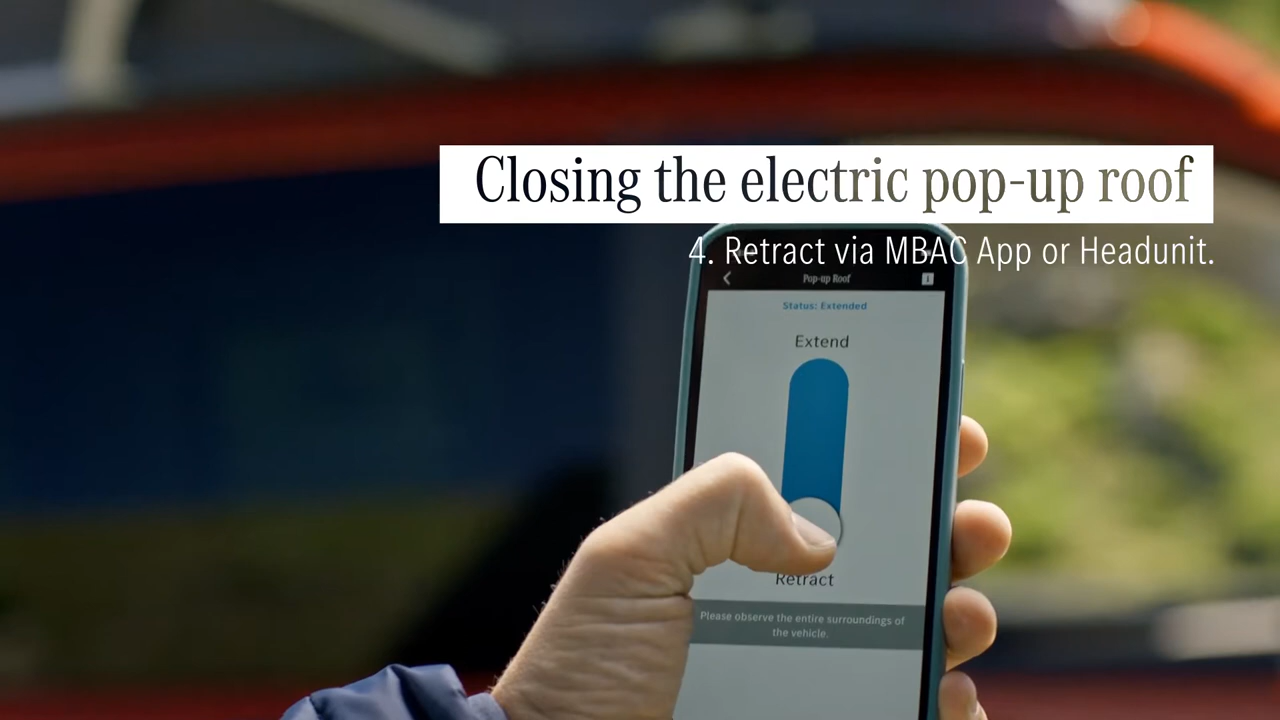 Closing the electric pop-up roof
4. Retract via MBAC App or Headunit.
Pop-up Roof
Status: Extended
Extend
Retract
Please observe the entire surroundings of
the vehicle.